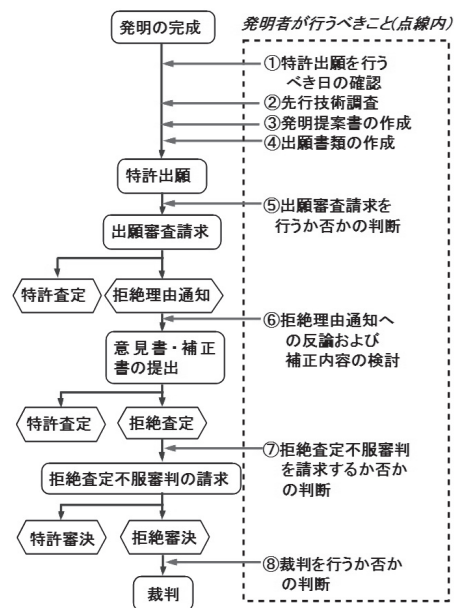 発明の完成
発明者が行うべきこと(点線内)
①特許出願を行う
べき日の確認
②先行技術調査
③発明提案書の作成
④出願書類の作成
特許出願
⑤出願審査請求を
行うか否かの判断
出願審査請求
特許査定
拒絶理由通知
⑥拒絶理由通知へ
の反論および
補正内容の検討
意見書・補正
書の提出
特許査定
拒絶査定
⑦拒絶査定不服審判
を請求するか否か
の判断
拒絶査定不服審判の請求
特許審決
拒絶審決
⑧裁判を行うか否か
の判断
裁判